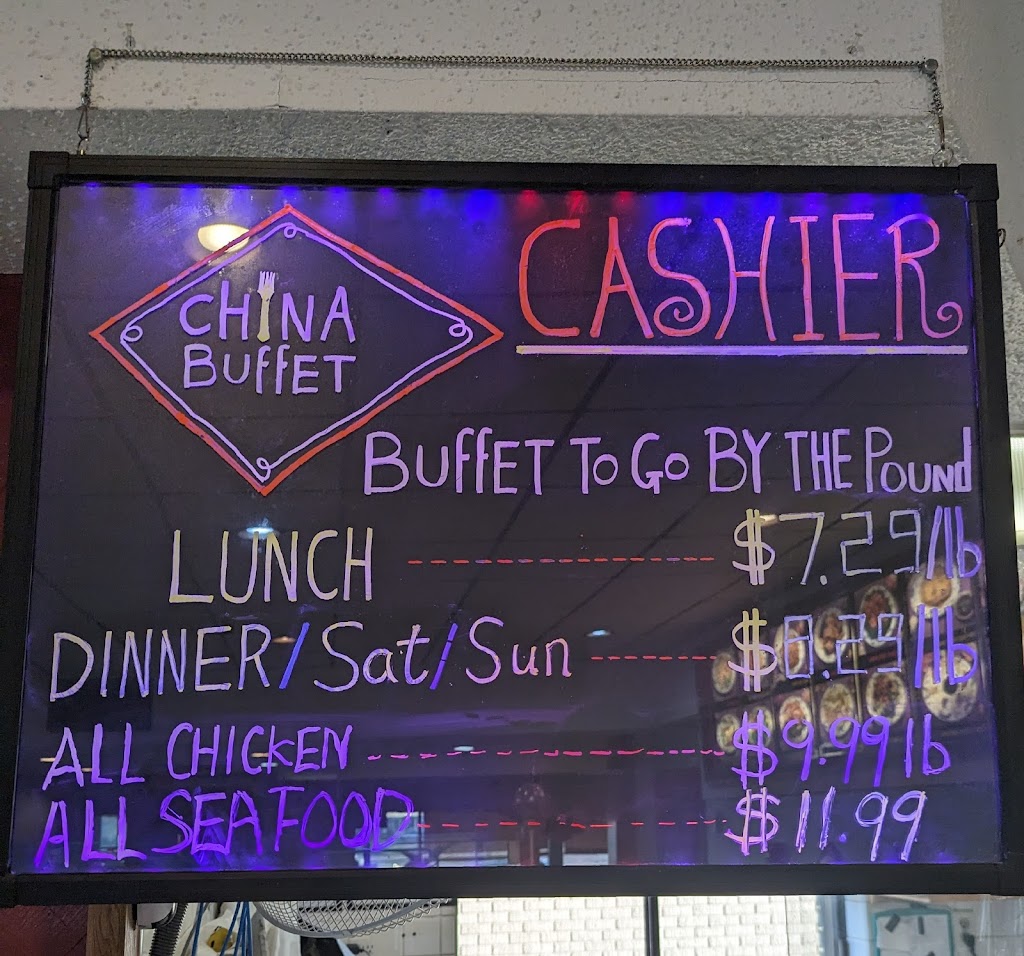 CHINA
BUffET
CASHIER
BUffET To Go BY THE POUND
LUNCH ------------------ $7.29/lb
DINNER/Sat/Sun ------- $8.29/lb
ALL CHICKEN ------------------ $9.99 lb
ALL SEAFOOD ------------ $11.99